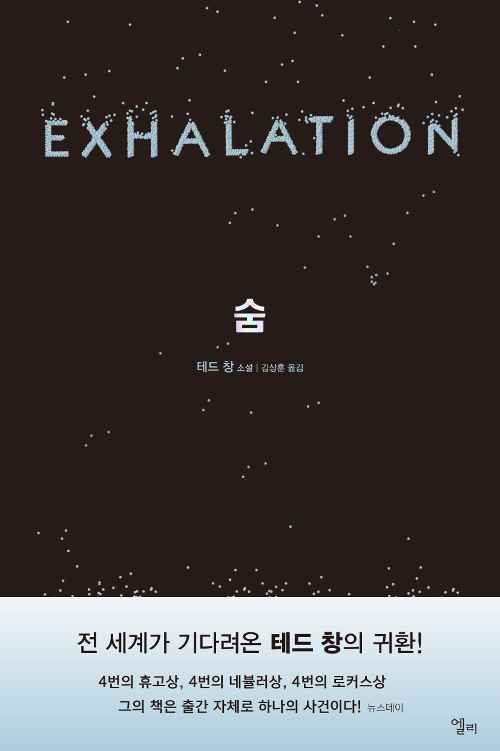 EXHALATION
숨
테드 창 소설 | 김상훈 옮김
전 세계가 기다려온 테드 창의 귀환!
4번의 휴고상, 4번의 네뷸러상, 4번의 로커스상
그의 책은 출간 자체로 하나의 사건이다! 뉴스데이
엘리